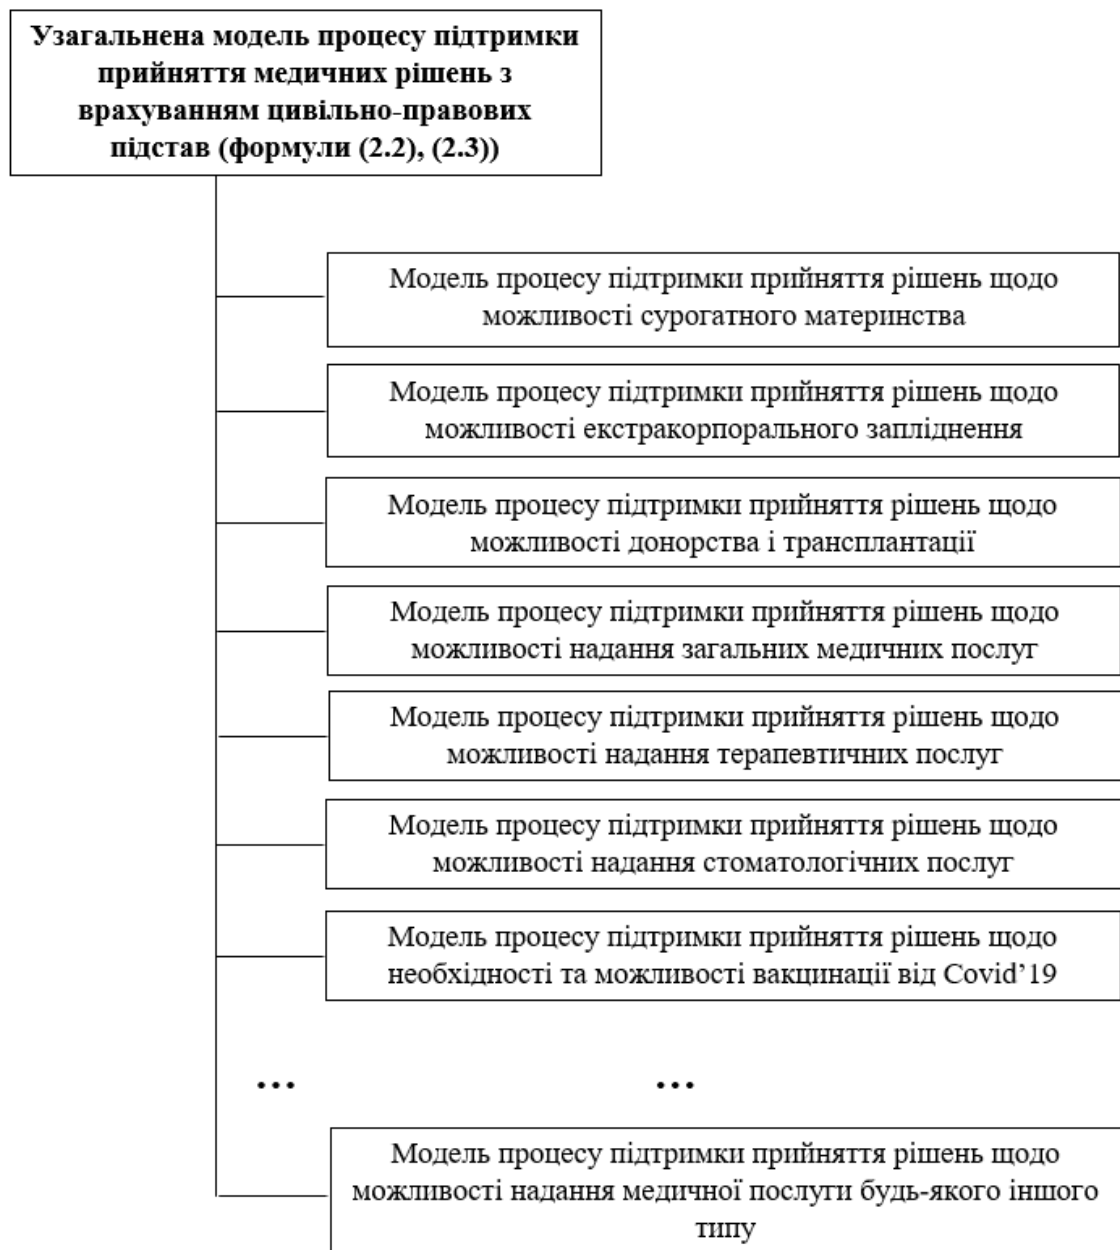 Узагальнена модель процесу підтримки
прийняття медичних рішень з
врахуванням цивільно-правових
підстав (формули (2.2), (2.3))
Модель процесу підтримки прийняття рішень щодо
можливості сурогатного материнства
Модель процесу підтримки прийняття рішень щодо
можливості екстракорпорального запліднення
Модель процесу підтримки прийняття рішень щодо
можливості донорства і трансплантації
Модель процесу підтримки прийняття рішень щодо
можливості надання загальних медичних послуг
Модель процесу підтримки прийняття рішень щодо
можливості надання терапевтичних послуг
Модель процесу підтримки прийняття рішень щодо
можливості надання стоматологічних послуг
Модель процесу підтримки прийняття рішень щодо
необхідності та можливості вакцинації від Covid’19
... ...
Модель процесу підтримки прийняття рішень щодо
можливості надання медичної послуги будь-якого іншого
типу